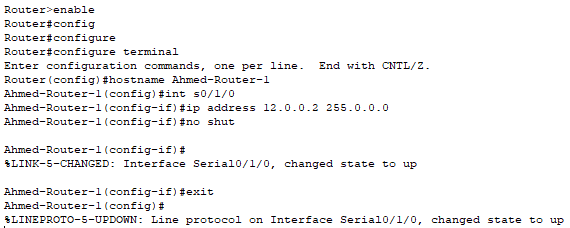 Router>enable
Router#config
Router#configure
Router#configure terminal
Enter configuration commands, one per line.  End with CNTL/Z.
Router(config)#hostname Ahmed-Router-1
Ahmed-Router-1(config)#int s0/1/0
Ahmed-Router-1(config-if)#ip address 12.0.0.2 255.0.0.0
Ahmed-Router-1(config-if)#no shut
Ahmed-Router-1(config-if)#
%LINK-5-CHANGED: Interface Serial0/1/0, changed state to up
Ahmed-Router-1(config-if)#exit
Ahmed-Router-1(config)#
%LINEPROTO-5-UPDOWN: Line protocol on Interface Serial0/1/0, changed state to up